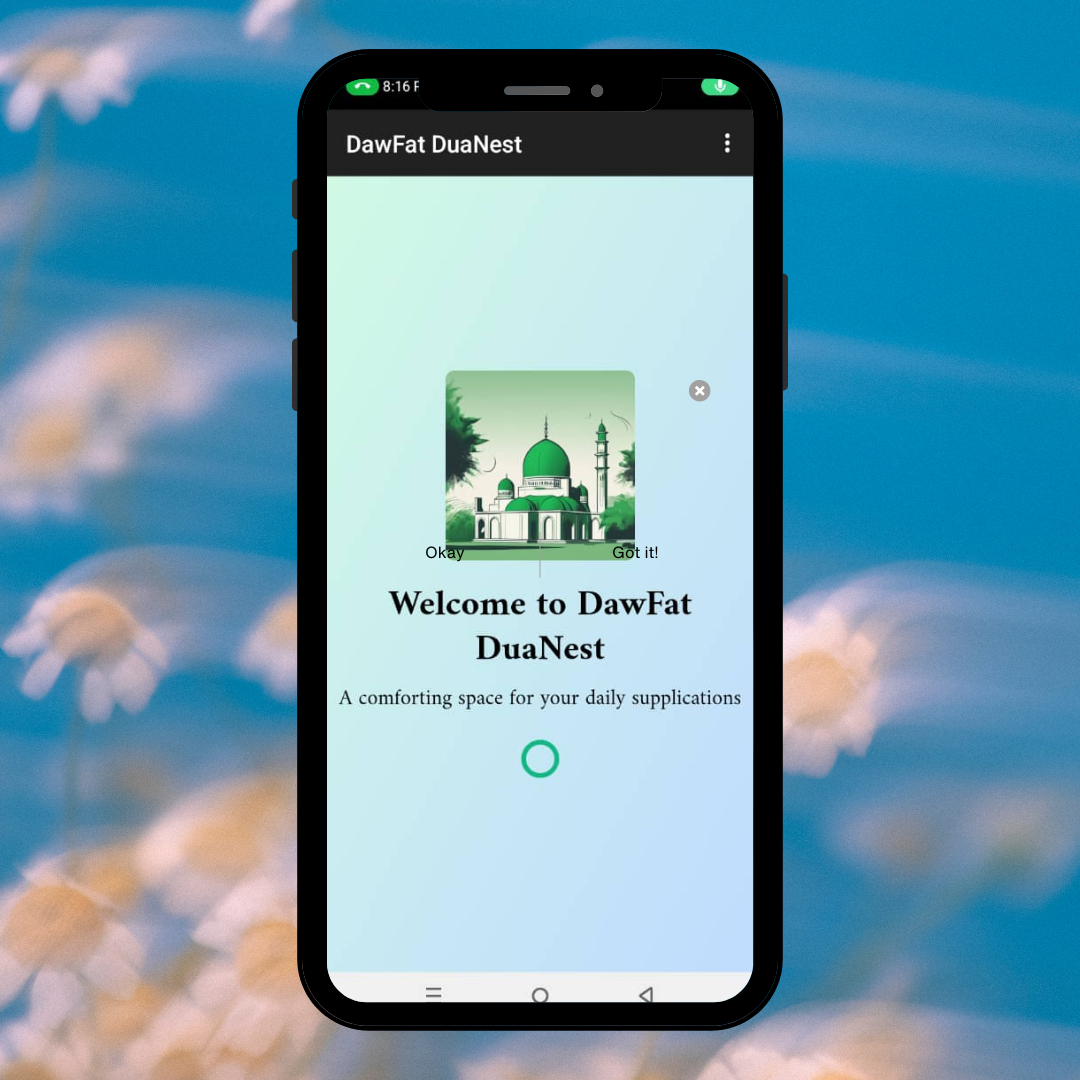 8:16 P
DawFat DuaNest
Okay
Got it!
Welcome to DawFat
DuaNest
A comforting space for your daily supplications